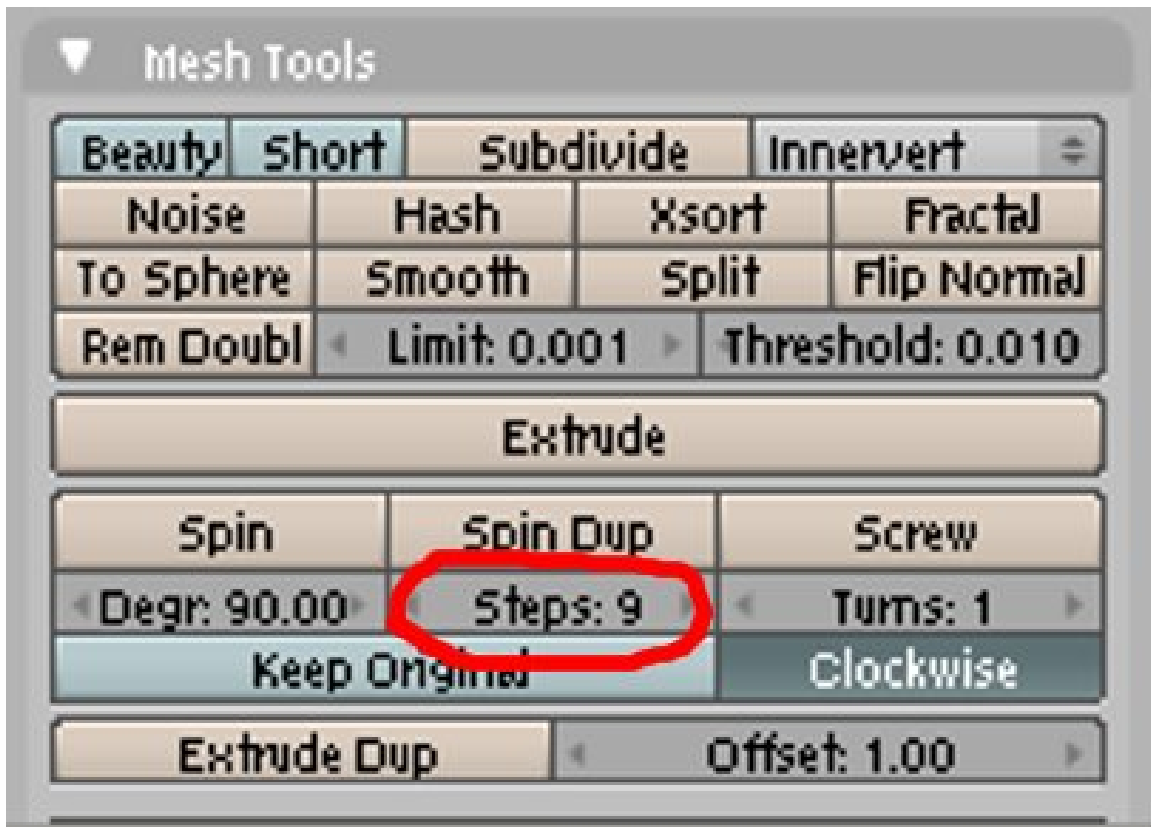 Mesh Tools
Beauty Short Subdivide Innervert
Noise Hash Xsort Fractal
To Sphere Smooth Split Flip Normal
Rem Doubl Limit: 0.001 Threshold: 0.010
Extrude
Spin Spin Dup Screw
Degr: 90.00 Steps: 9 Turns: 1
Keep Original Clockwise
Extrude Dup Offset: 1.00